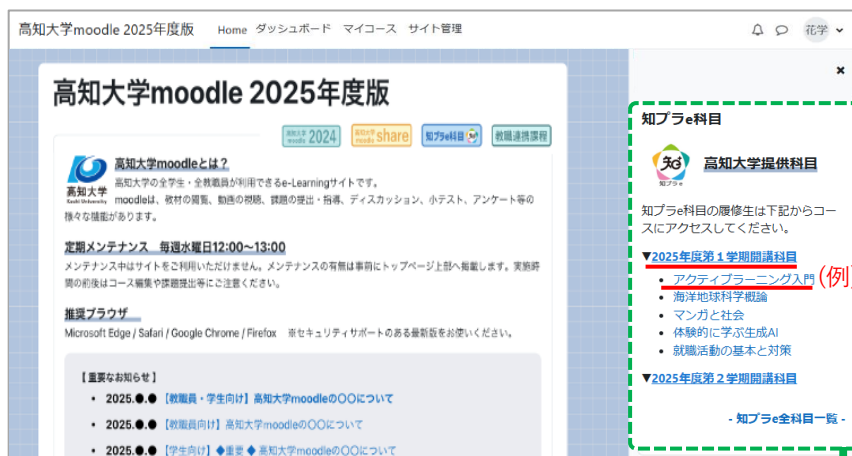 高知大学moodle 2025年度版 Home ダッシュボード マイコース サイト管理 花学
高知大学moodle 2025年度版
高知大学 moodle 2024 高知大学 moodle share 知プラe科目 教職連携課程
高知大学moodleとは？
高知大学の全学生・全教職員が利用できるe-Learningサイトです。
高知大学
Kochi University
moodleは、教材の閲覧、動画の視聴、課題の提出・指導、ディスカッション、小テスト、アンケート等の
様々な機能があります。
定期メンテナンス　毎週水曜日12:00〜13:00
メンテナンス中はサイトをご利用いただけません。メンテナンスの有無は事前にトップページ上部へ掲載します。実施時
間の前後はコース編集や課題提出等にご注意ください。
推奨ブラウザ
Microsoft Edge / Safari / Google Chrome / Firefox　※セキュリティサポートのある最新版をお使いください。
【重要なお知らせ】
• 2025.●.●【教職員・学生向け】高知大学moodleの〇〇について
• 2025.●.●【教職員向け】高知大学moodleの〇〇について
• 2025.●.●【学生向け】◆重要◆高知大学moodleの〇〇について
×
知プラe科目
知 知プラe
高知大学提供科目
知プラe科目の履修生は下記からコー
スにアクセスしてください。
▼2025年度第１学期開講科目
• アクティブラーニング入門 (例)
• 海洋地球科学概論
• マンガと社会
• 体験的に学ぶ生成AI
• 就職活動の基本と対策
▼2025年度第２学期開講科目
- 知プラe全科目一覧 -